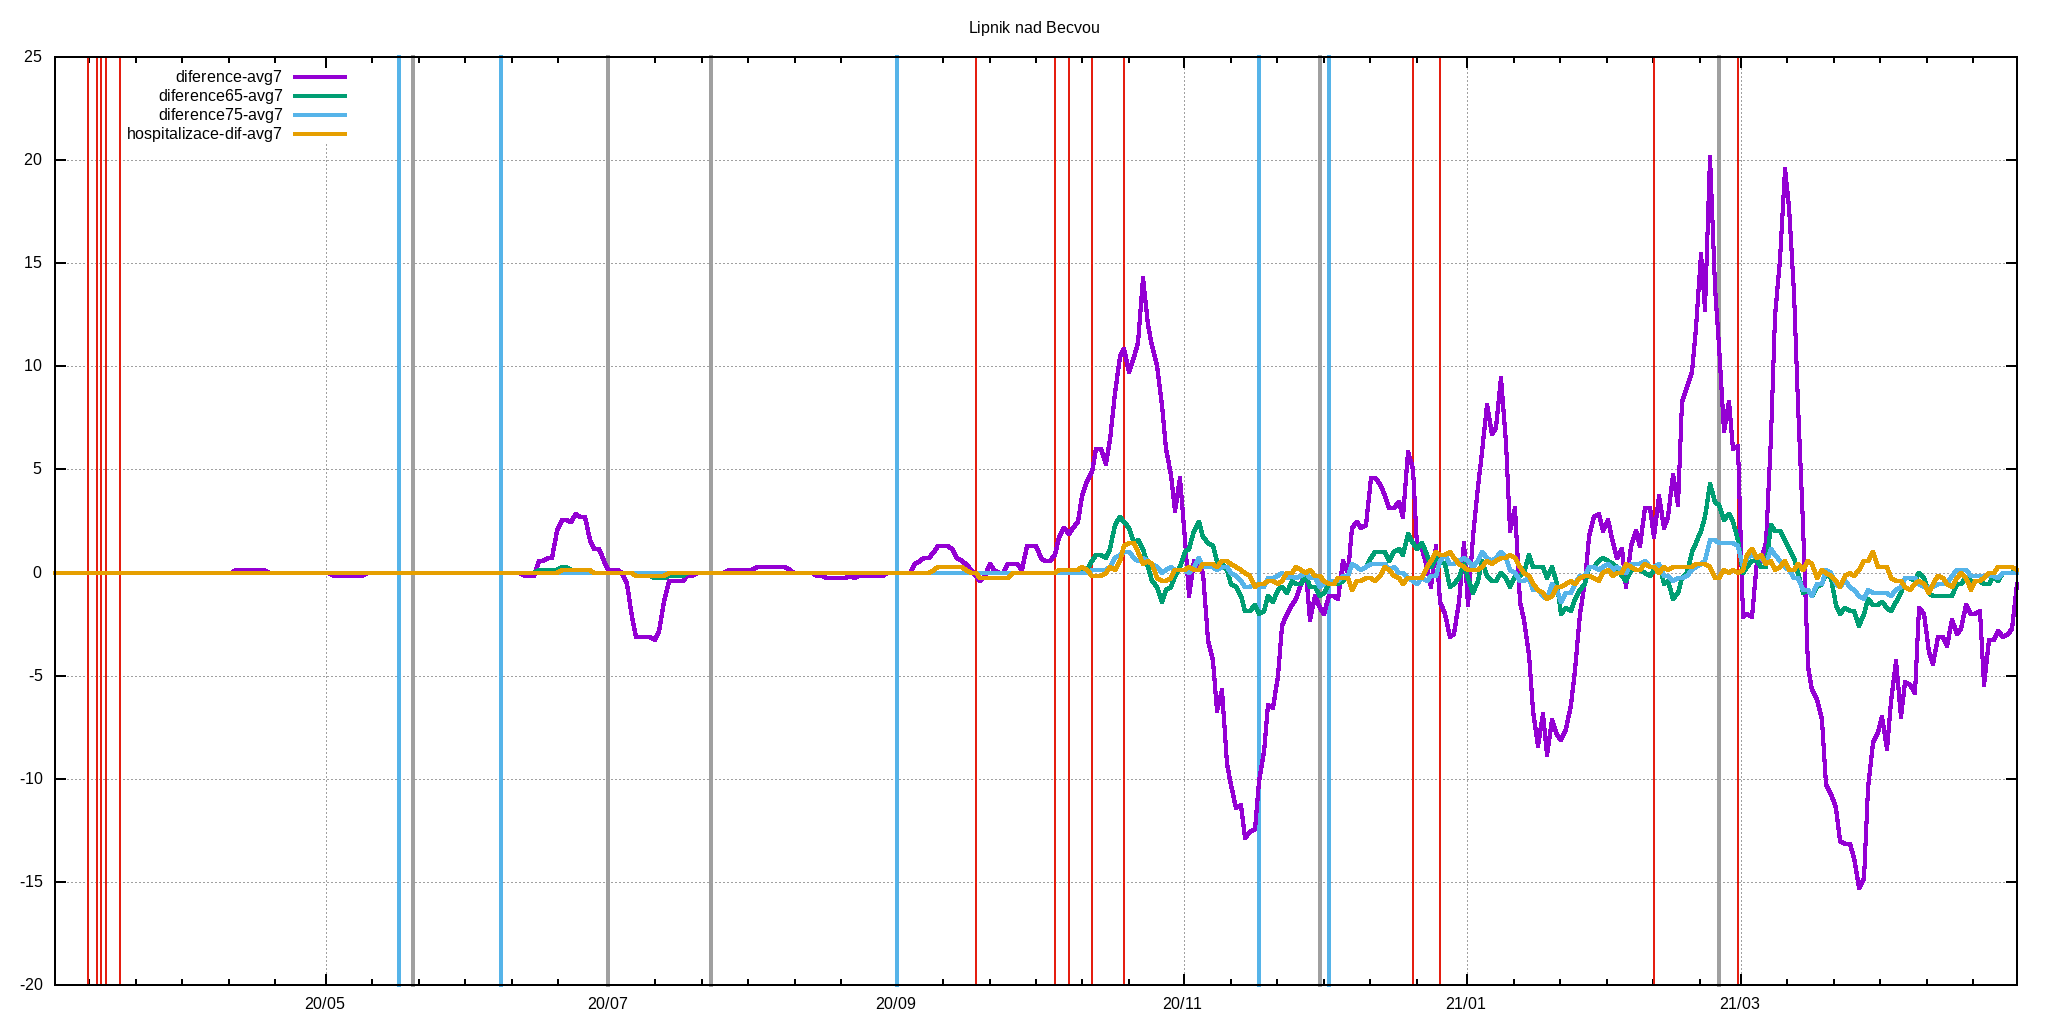 Lipnik nad Becvou
diference-avg7
diference65-avg7
diference75-avg7
hospitalizace-dif-avg7
25
20
15
10
5
0
-5
-10
-15
-20
20/05 20/07 20/09 20/11 21/01 21/03